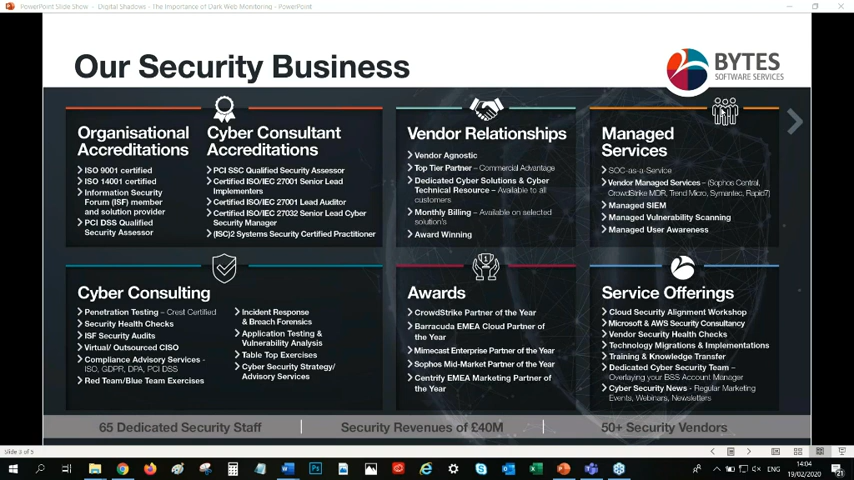 PowerPoint Slide Show - Digital Shadows - The Importance of Dark Web Monitoring - PowerPoint
Our Security Business
BYTES
SOFTWARE SERVICES
Organisational
Accreditations
ISO 9001 certified
ISO 14001 certified
Information Security
Forum (ISF) member
and solution provider
PCI DSS Qualified
Security Assessor
Cyber Consultant
Accreditations
PCI SSC Qualified Security Assessor
Certified ISO/IEC 27001 Senior Lead
Implementers
Certified ISO/IEC 27001 Lead Auditor
Certified ISO/IEC 27032 Senior Lead Cyber
Security Manager
(ISC)2 Systems Security Certified Practitioner
Vendor Relationships
Vendor Agnostic
Top Tier Partner – Commercial Advantage
Dedicated Cyber Solutions & Cyber
Technical Resource – Available to all
customers
Monthly Billing – Available on selected
solution's
Award Winning
Managed
Services
SOC-as-a-Service
Vendor Managed Services – (Sophos Central,
CrowdStrike MDR, Trend Micro, Symantec, Rapid7)
Managed SIEM
Managed Vulnerability Scanning
Managed User Awareness
Cyber Consulting
Penetration Testing – Crest Certified
Security Health Checks
ISF Security Audits
Virtual/ Outsourced CISO
Compliance Advisory Services -
ISO, GDPR, DPA, PCI DSS
Red Team/Blue Team Exercises
Incident Response
& Breach Forensics
Application Testing &
Vulnerability Analysis
Table Top Exercises
Cyber Security Strategy/
Advisory Services
Awards
CrowdStrike Partner of the Year
Barracuda EMEA Cloud Partner of
the Year
Mimecast Enterprise Partner of the Year
Sophos Mid-Market Partner of the Year
Centrify EMEA Marketing Partner of
the Year
Service Offerings
Cloud Security Alignment Workshop
Microsoft & AWS Security Consultancy
Vendor Security Health Checks
Technology Migrations & Implementations
Training & Knowledge Transfer
Dedicated Cyber Security Team –
Overlaying your BSS Account Manager
Cyber Security News - Regular Marketing
Events, Webinars, Newsletters
65 Dedicated Security Staff
Security Revenues of £40M
50+ Security Vendors
Slide 3 of 5
ENG
14:04
19/02/2020
21